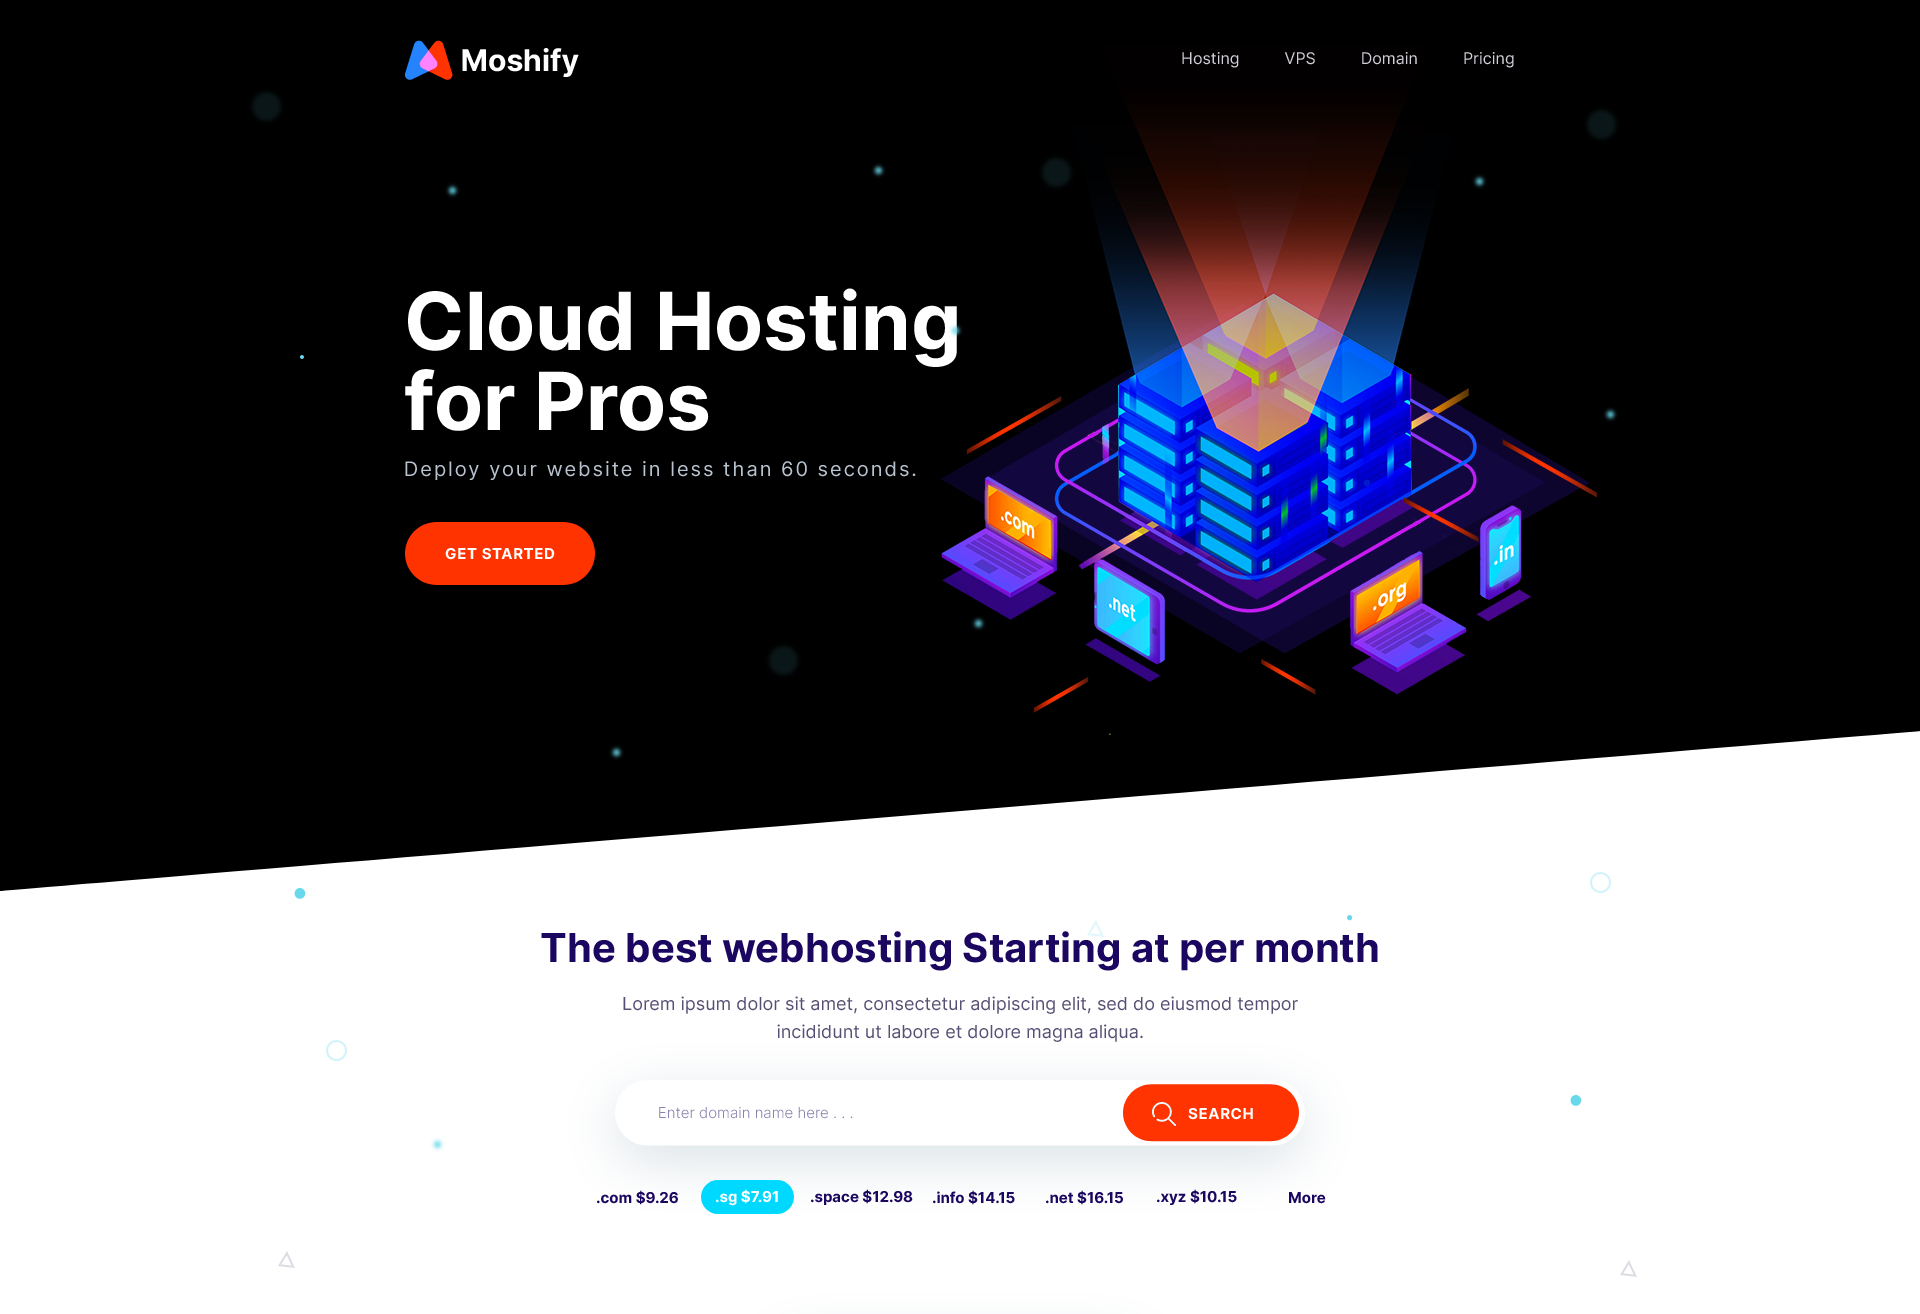 Moshify
Hosting VPS Domain Pricing
Cloud Hosting
for Pros
Deploy your website in less than 60 seconds.
GET STARTED
.com
.net
.org
.in
The best webhosting Starting at per month
Lorem ipsum dolor sit amet, consectetur adipiscing elit, sed do eiusmod tempor
incididunt ut labore et dolore magna aliqua.
Enter domain name here . . .
SEARCH
.com $9.26 .sg $7.91 .space $12.98 .info $14.15 .net $16.15 .xyz $10.15 More